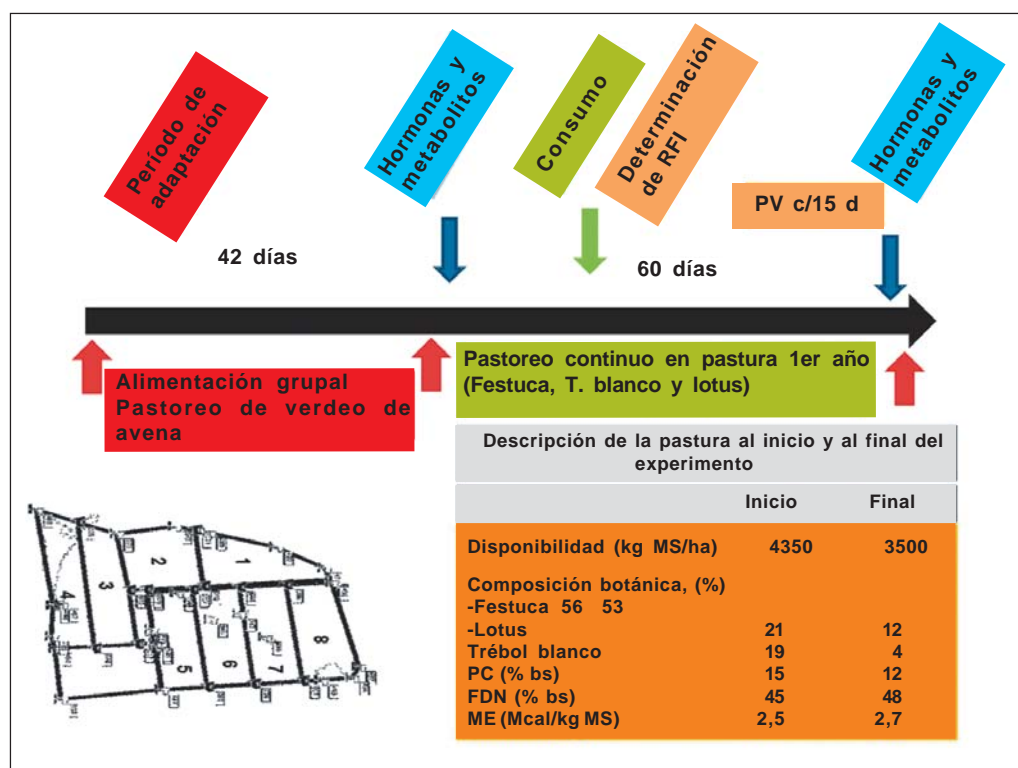 Período de
adaptación
Hormonas y
metabolitos
Consumo
Determinación
de RFI
Hormonas y
metabolitos
PV c/15 d
42 días
60 días
Alimentación grupal
Pastoreo de verdeo de
avena
Pastoreo continuo en pastura 1er año
(Festuca, T. blanco y lotus)
Descripción de la pastura al inicio y al final del
experimento
Inicio Final
Disponibilidad (kg MS/ha) 4350 3500
Composición botánica, (%)
-Festuca 56 53
-Lotus 21 12
Trébol blanco 19 4
PC (% bs) 15 12
FDN (% bs) 45 48
ME (Mcal/kg MS) 2,5 2,7
1
2
3
4
5
6
7
8